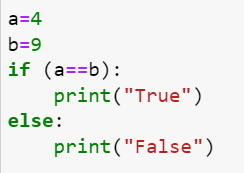 a=4
b=9
if (a==b):
    print("True")
else:
    print("False")